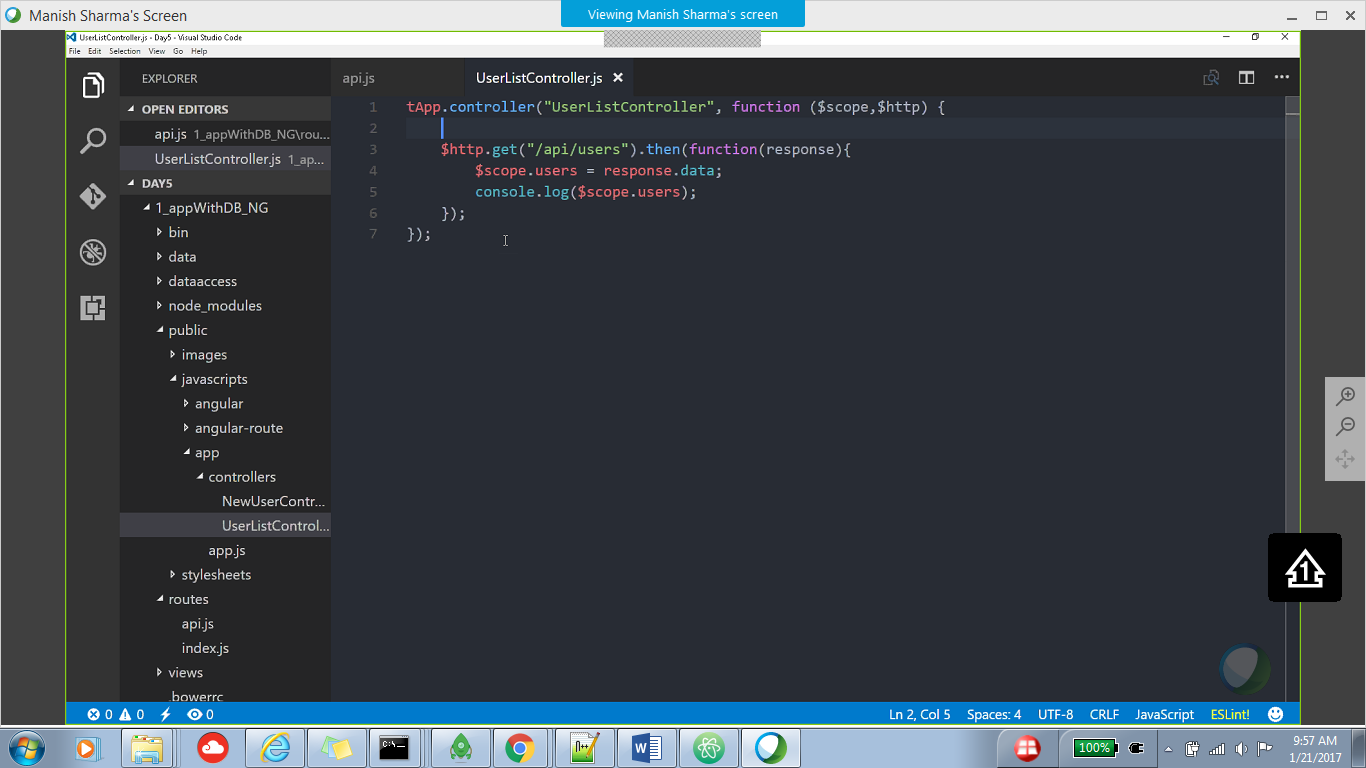 Manish Sharma's Screen
Viewing Manish Sharma's screen
UserListController.js - Day5 - Visual Studio Code
File Edit Selection View Go Help
EXPLORER
OPEN EDITORS
api.js 1_appWithDB_NG\rou...
UserListController.js 1_ap...
DAY5
1_appWithDB_NG
bin
data
dataaccess
node_modules
public
images
javascripts
angular
angular-route
app
controllers
NewUserContr...
UserListControl...
app.js
stylesheets
routes
api.js
index.js
views
.bowerrc
api.js UserListController.js
1 tApp.controller("UserListController", function ($scope,$http) {
2
3 $http.get("/api/users").then(function(response){
4 $scope.users = response.data;
5 console.log($scope.users);
6 });
7 });
1
0 0 0 Ln 2, Col 5 Spaces: 4 UTF-8 CRLF JavaScript ESLint!
C:\_
N++
W
100%
9:57 AM
1/21/2017